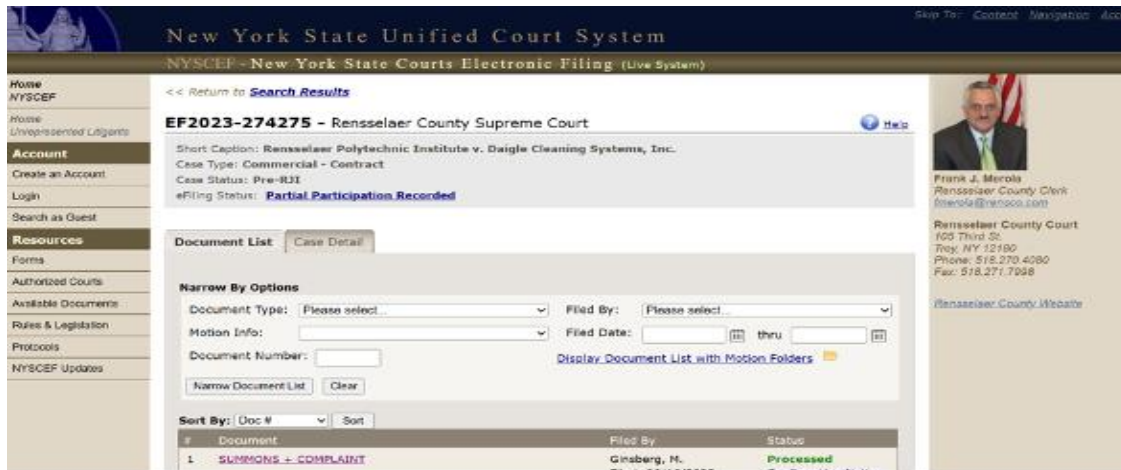 Skip To: Content Navigation
New York State Unified Court System
NYSCEF - New York State Courts Electronic Filing (Live System)
Home
NYSCEF
Home
Unrepresented Litigants
Account
Create an Account
Login
Search as Guest
Resources
Forms
Authorized Courts
Available Documents
Rules & Legislation
Protocols
NYSCEF Updates
<< Return to Search Results
EF2023-274275 - Rensselaer County Supreme Court
Help
Short Caption: Rensselaer Polytechnic Institute v. Daigle Cleaning Systems, Inc.
Case Type: Commercial - Contract
Case Status: Pre-RJI
eFiling Status: Partial Participation Recorded
Document List Case Detail
Narrow By Options
Document Type: Please select... Filed By: Please select...
Motion Info: Filed Date: thru
Document Number: Display Document List with Motion Folders
Narrow Document List Clear
Sort By: Doc # Sort
# Document Filed By Status
1 SUMMONS + COMPLAINT Ginsberg, M. Processed
Frank J. Merola
Rensselaer County Clerk
fmerola@rensco.com
Rensselaer County Court
105 Third St.
Troy, NY 12180
Phone: 518.270.4080
Fax: 518.271.7998
Rensselaer County Website